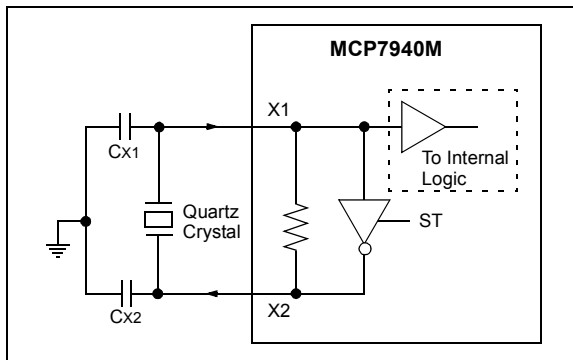 MCP7940M
X1
CX1
To Internal
Logic
Quartz
Crystal
ST
X2
CX2